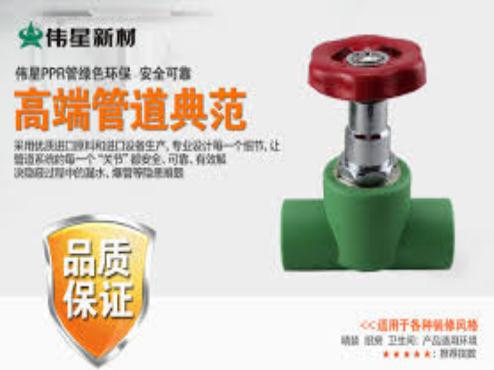 伟星新材
伟星PPR管绿色环保 安全可靠
高端管道典范
采用优质进口原料和进口设备生产,专业设计每一个细节,让
管道系统的每一个“关节”都安全、可靠、有效解
决隐蔽过程中的漏水、爆管等隐患难题
品质
保证
<<适用于各种装修风格
精装 厨房 卫生间:产品适用环境
★★★★★:推荐指数